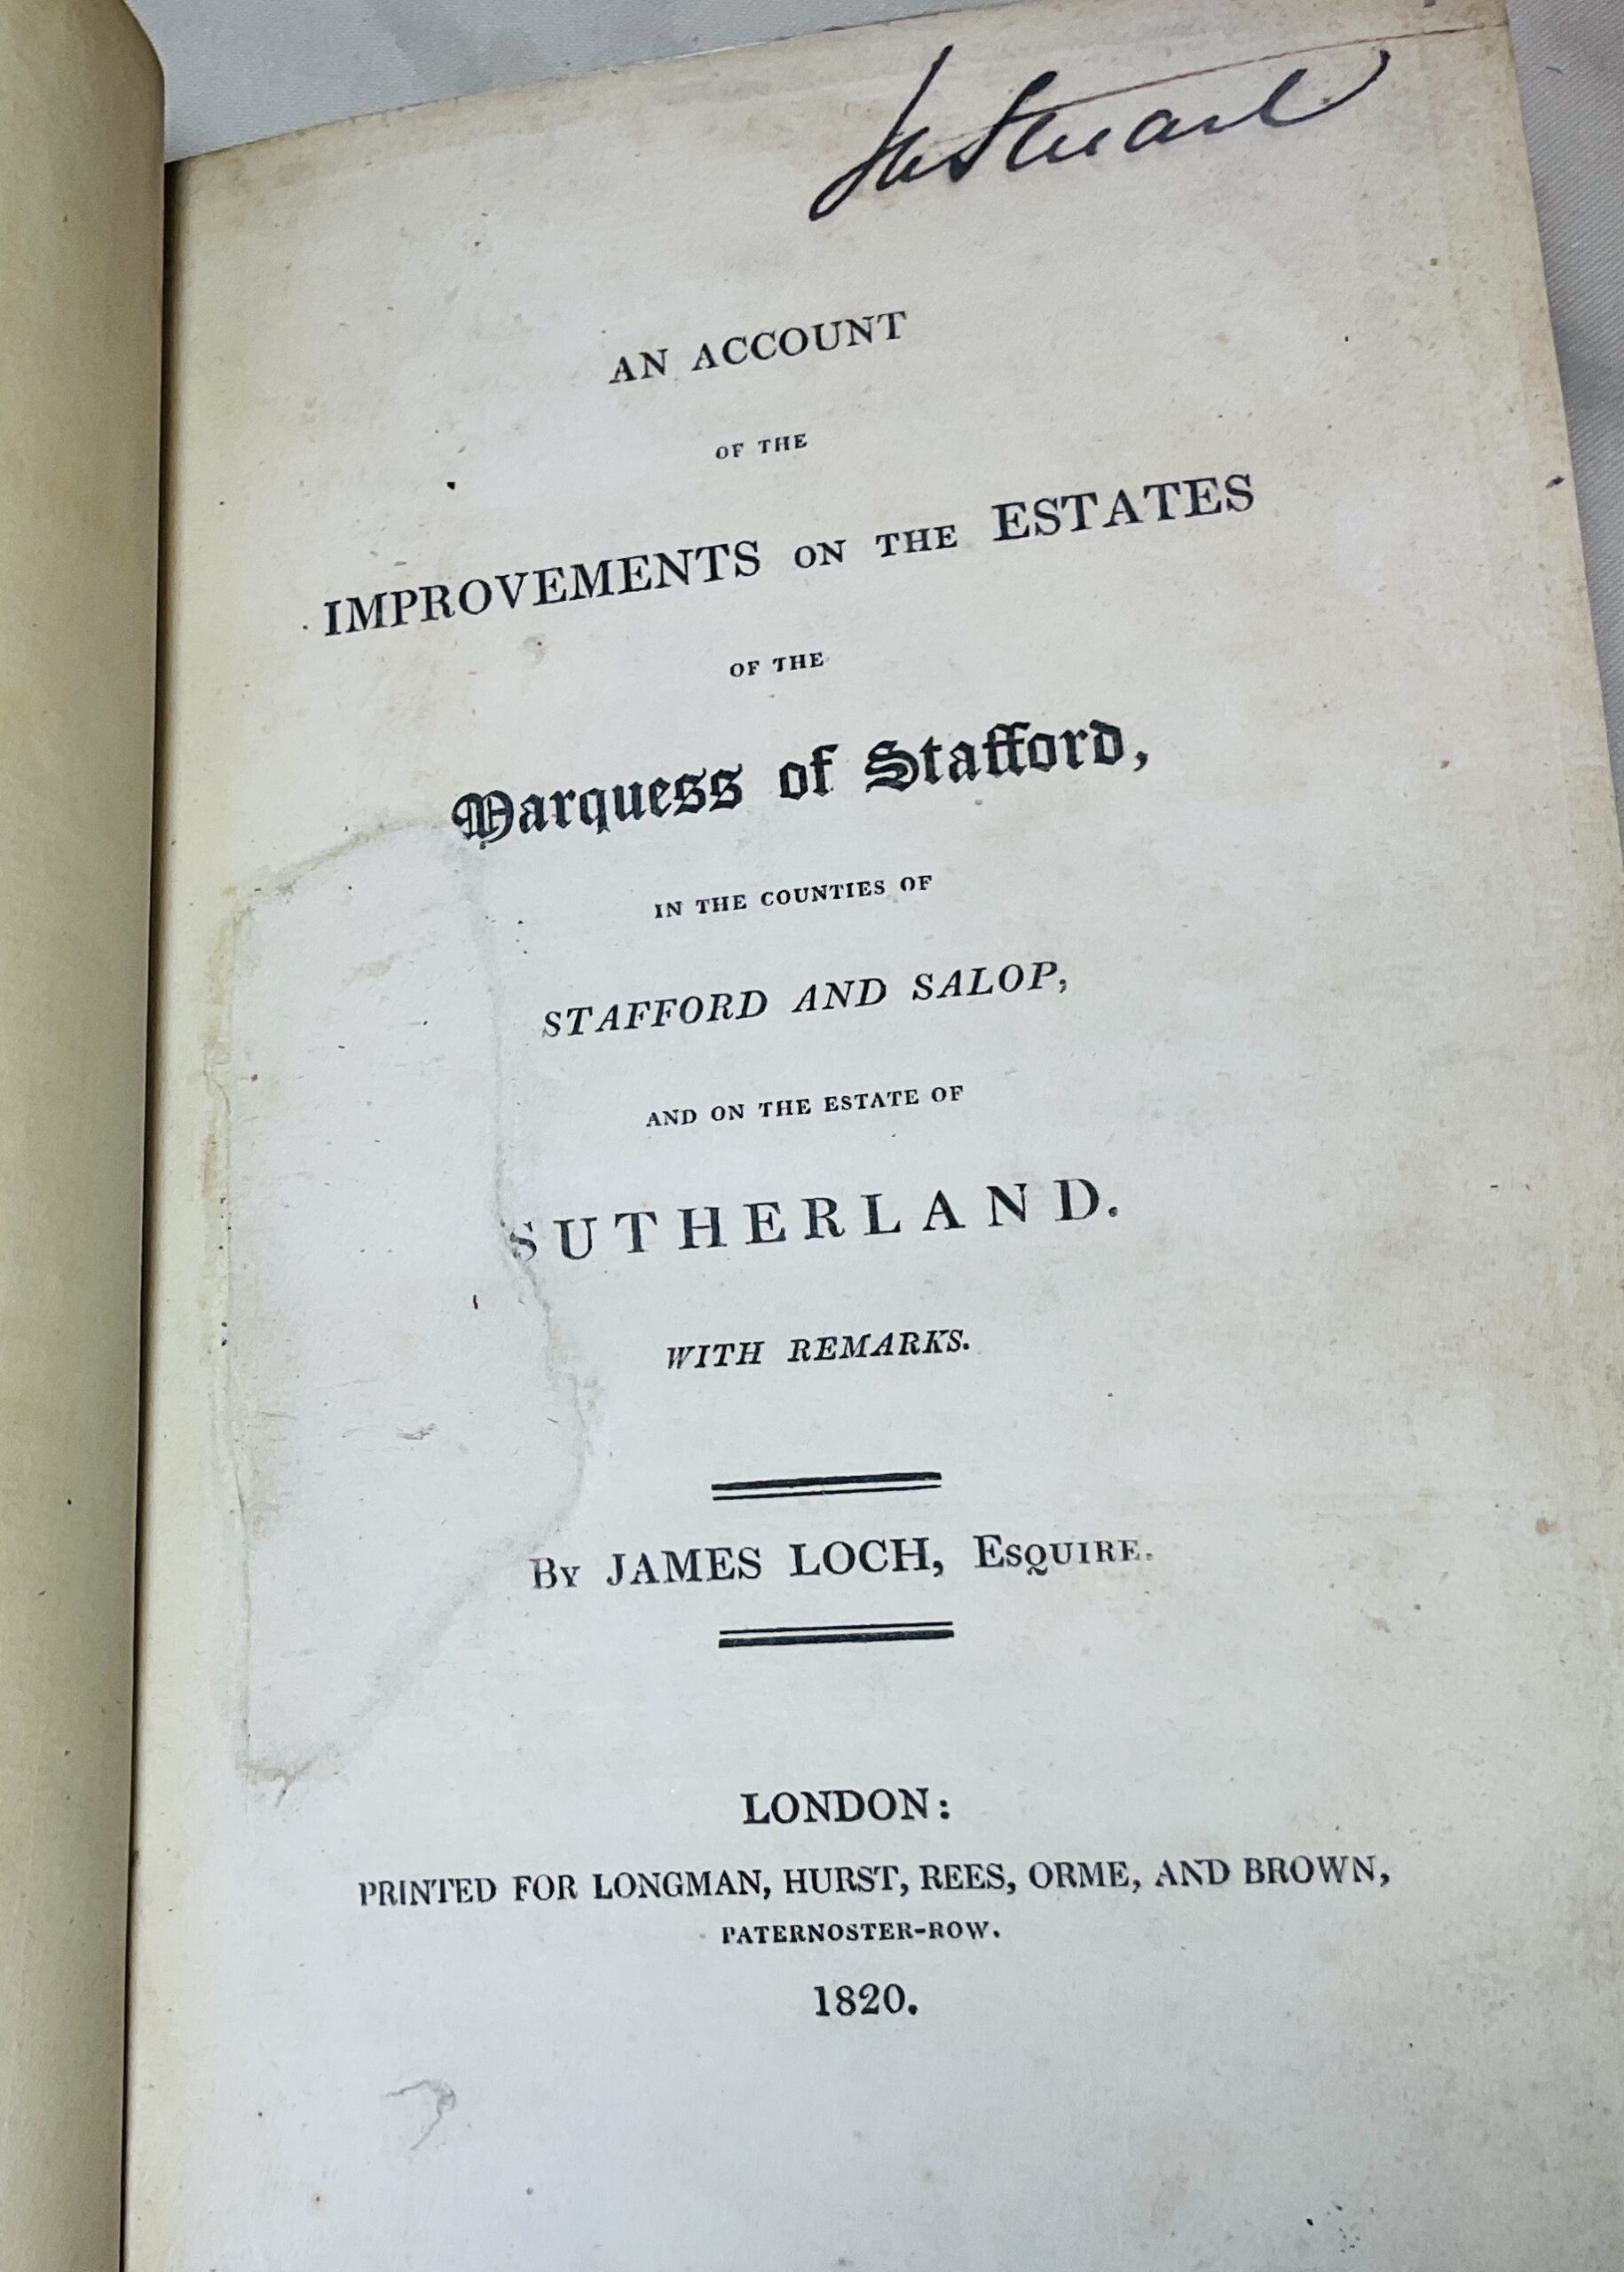 Stuart
AN ACCOUNT
OF THE
IMPROVEMENTS ON THE ESTATES
OF THE
Marquess of Stafford,
IN THE COUNTIES OF
STAFFORD AND SALOP,
AND ON THE ESTATE OF
SUTHERLAND.
WITH REMARKS.
BY JAMES LOCH, ESQUIRE.
LONDON:
PRINTED FOR LONGMAN, HURST, REES, ORME, AND BROWN,
PATERNOSTER-ROW.
1820.